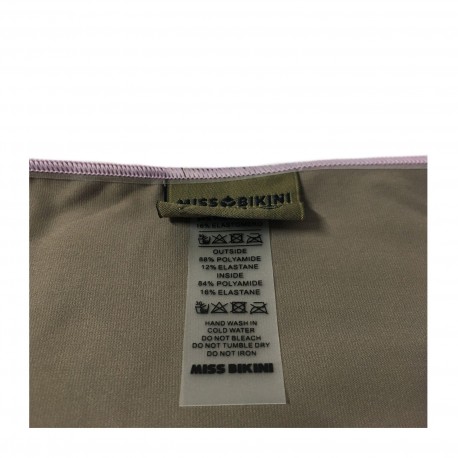 MISS BIKINI
OUTSIDE
88% POLYAMIDE
12% ELASTANE
INSIDE
84% POLYAMIDE
16% ELASTANE
HAND WASH IN
COLD WATER
DO NOT BLEACH
DO NOT TUMBLE DRY
DO NOT IRON
MISS BIKINI